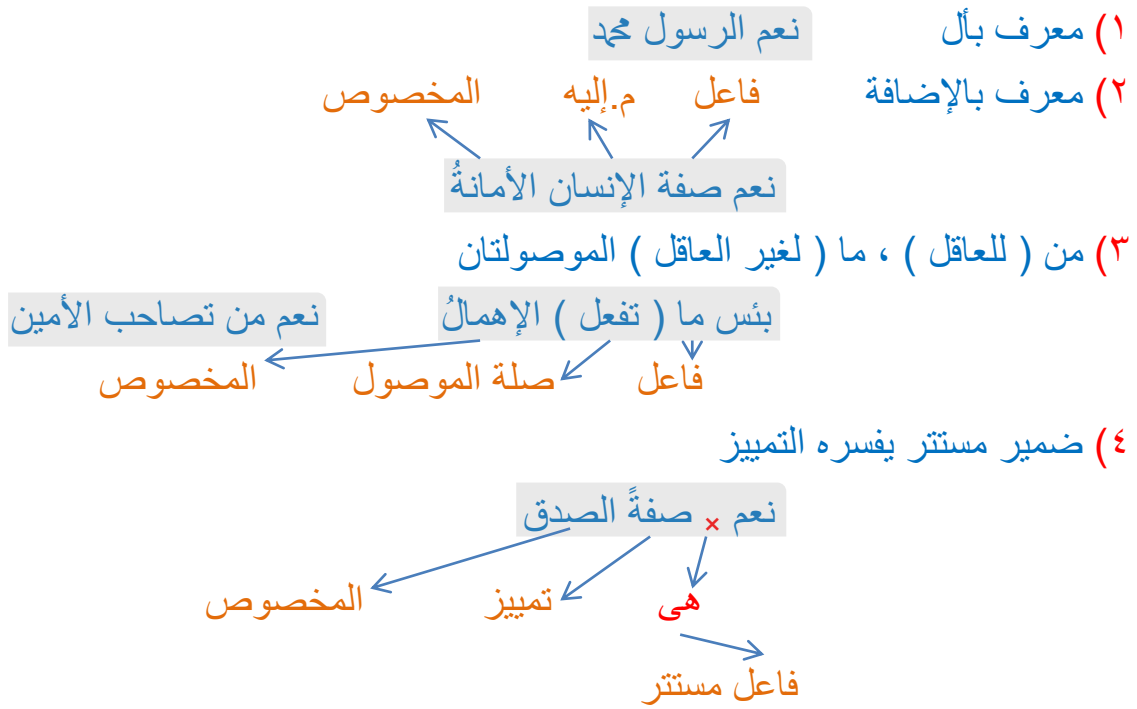 ١) معرف بأل نعم الرسول محمد
٢) معرف بالإضافة فاعل م.إليه المخصوص
نعم صفة الإنسان الأمانةُ
٣) من ( للعاقل ) ، ما ( لغير العاقل ) الموصولتان
بئس ما ( تفعل ) الإهمالُ نعم من تصاحب الأمين
فاعل صلة الموصول المخصوص
٤) ضمير مستتر يفسره التمييز
نعم × صفةً الصدق
هى تمييز المخصوص
فاعل مستتر